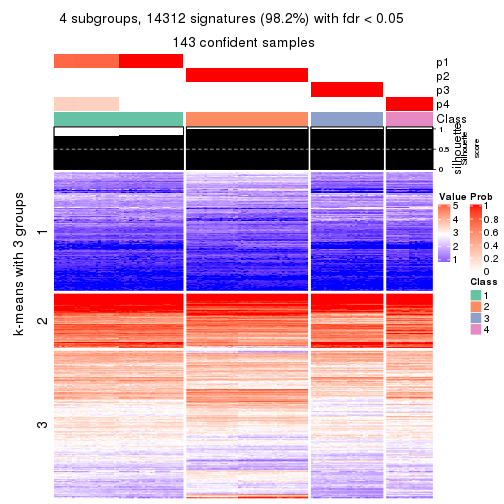 4 subgroups, 14312 signatures (98.2%) with fdr < 0.05
143 confident samples
p1
p2
p3
p4
Class
silhouette
Silhouette
score
1
0.5
0
k-means with 3 groups
1
2
3
Value
5
4
3
2
1
Prob
1
0.8
0.6
0.4
0.2
0
Class
1
2
3
4